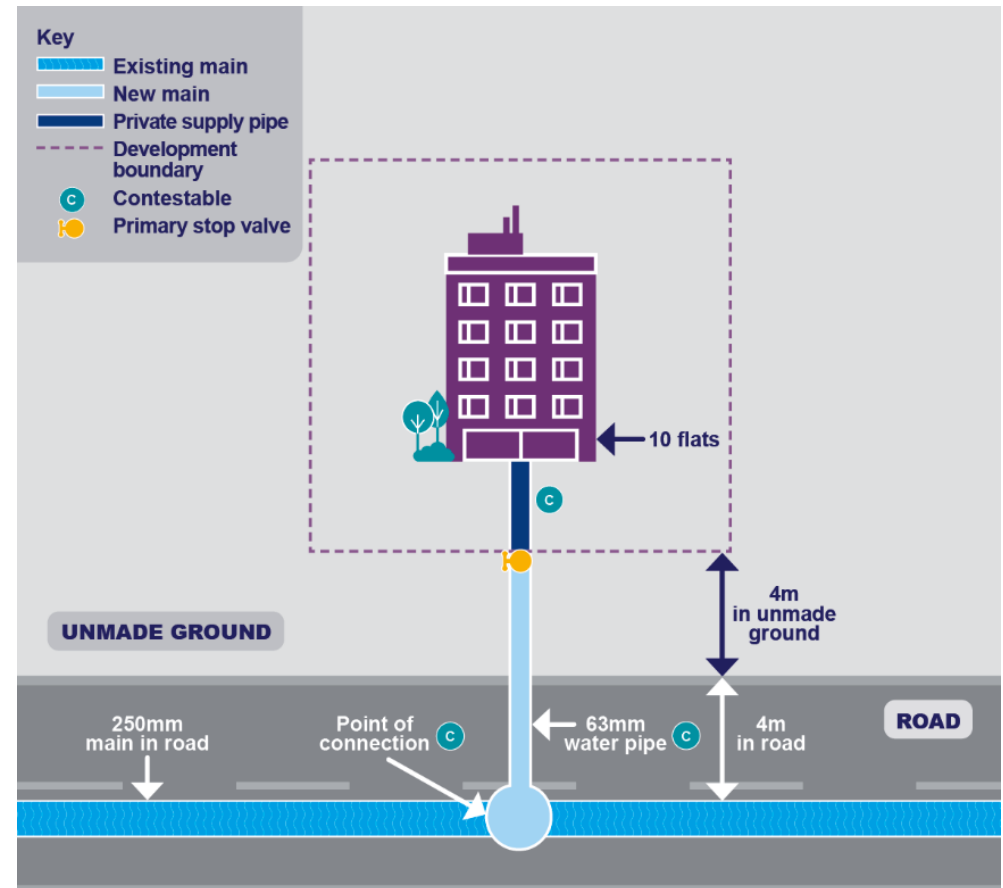 Key
Existing main
New main
Private supply pipe
Development
boundary
C
Contestable
Primary stop valve
10 flats
C
4m
in unmade
ground
UNMADE GROUND
250mm
main in road
Point of
connection C
63mm
water pipe C
4m
in road
ROAD